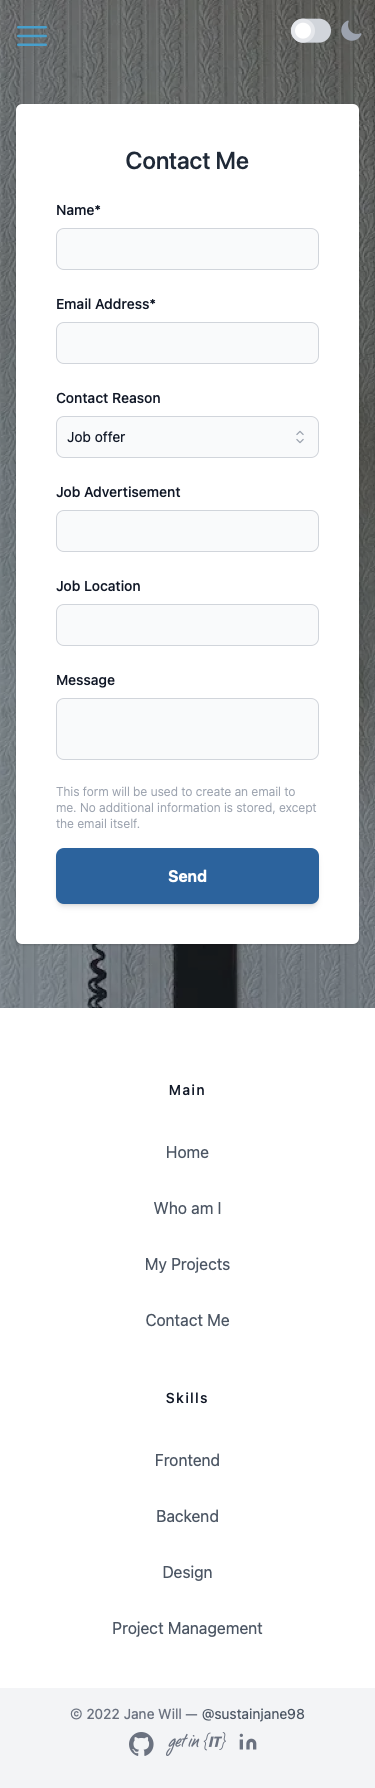 Contact Me
Name*
Email Address*
Contact Reason
Job offer
Job Advertisement
Job Location
Message
This form will be used to create an email to
me. No additional information is stored, except
the email itself.
Send
Main
Home
Who am I
My Projects
Contact Me
Skills
Frontend
Backend
Design
Project Management
© 2022 Jane Will — @sustainjane98
get in {IT}
in